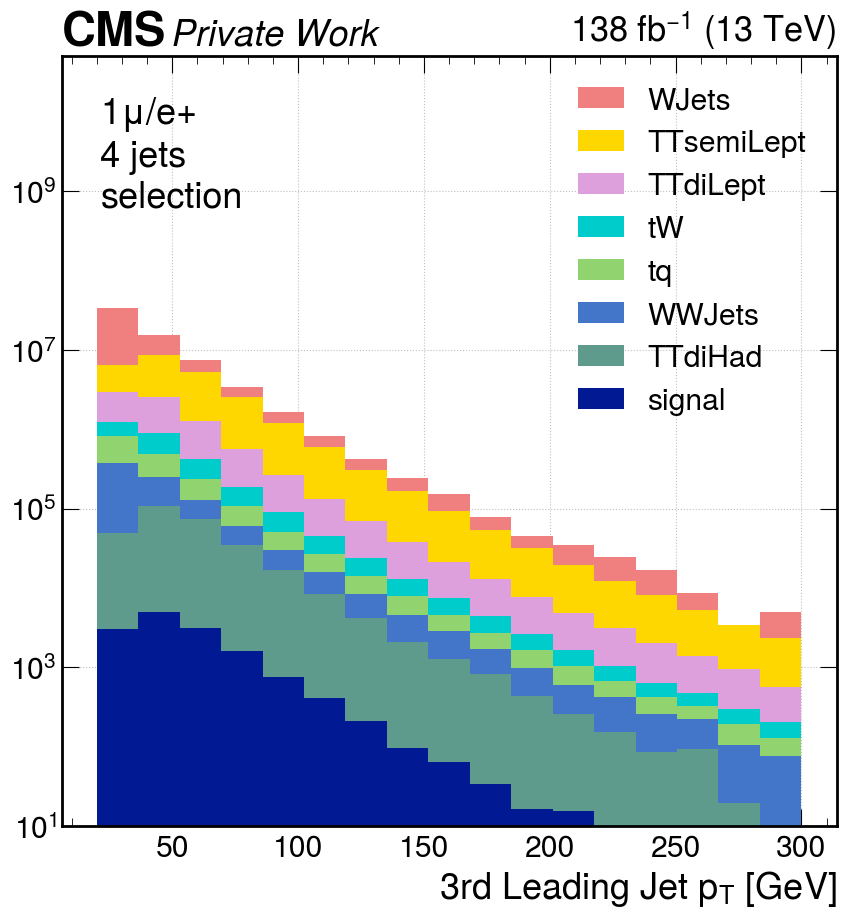 CMS Private Work 138 fb⁻¹ (13 TeV)
1μ/e+
4 jets
selection
WJets
TTsemiLept
TTdiLept
tW
tq
WWJets
TTdiHad
signal
10⁹
10⁷
10⁵
10³
10¹
50 100 150 200 250 300
3rd Leading Jet p_T [GeV]